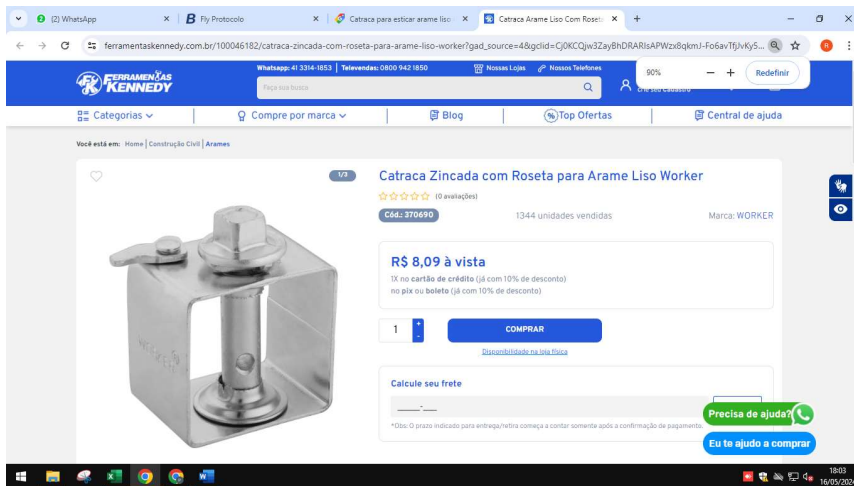 (2) WhatsApp
Fly Protocolo
Catraca para esticar arame liso
Catraca Arame Liso Com Roseta
ferramentaskennedy.com.br/100046182/catraca-zincada-com-roseta-para-arame-liso-worker?gad_source=4&gclid=Cj0KCQjw3ZayBhDRARIsAPWzx8qkmJ-Fo6avTfjJvKy5...
90%
Redefinir
FERRAMENTAS
KENNEDY
Whatsapp: 41 3314-1853 | Televendas: 0800 942 1850
Nossas Lojas
Nossos Telefones
Faça sua busca
Crie seu Cadastro
Categorias
Compre por marca
Blog
Top Ofertas
Central de ajuda
Você está em: Home | Construção Civil | Arames
1/3
Catraca Zincada com Roseta para Arame Liso Worker
(0 avaliações)
Cód.: 370690
1344 unidades vendidas
Marca: WORKER
R$ 8,09 à vista
1X no cartão de crédito (já com 10% de desconto)
no pix ou boleto (já com 10% de desconto)
1
+
-
COMPRAR
Disponibilidade na loja física
Calcule seu frete
_____-___
*Obs: O prazo indicado para entrega/retira começa a contar somente após a confirmação de pagamento.
Precisa de ajuda?
Eu te ajudo a comprar
18:03
16/05/2024